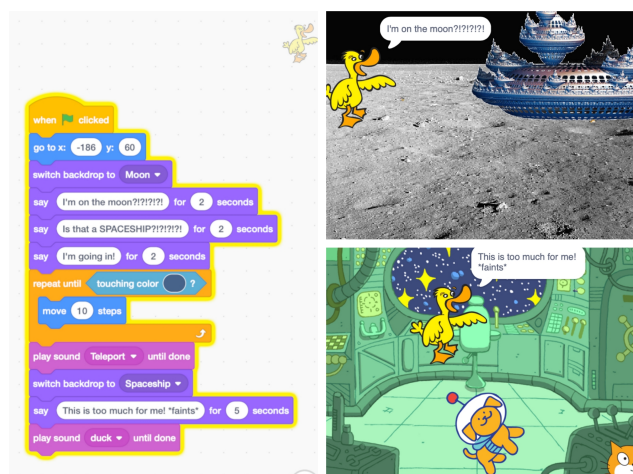 when clicked
go to x: -186 y: 60
switch backdrop to Moon
say I'm on the moon?!?!?!?! for 2 seconds
say Is that a SPACESHIP?!?!?!?! for 2 seconds
say I'm going in! for 2 seconds
repeat until touching color ?
move 10 steps
play sound Teleport until done
switch backdrop to Spaceship
say This is too much for me! *faints* for 5 seconds
play sound duck until done
I'm on the moon?!?!?!?!
This is too much for me!
*faints*